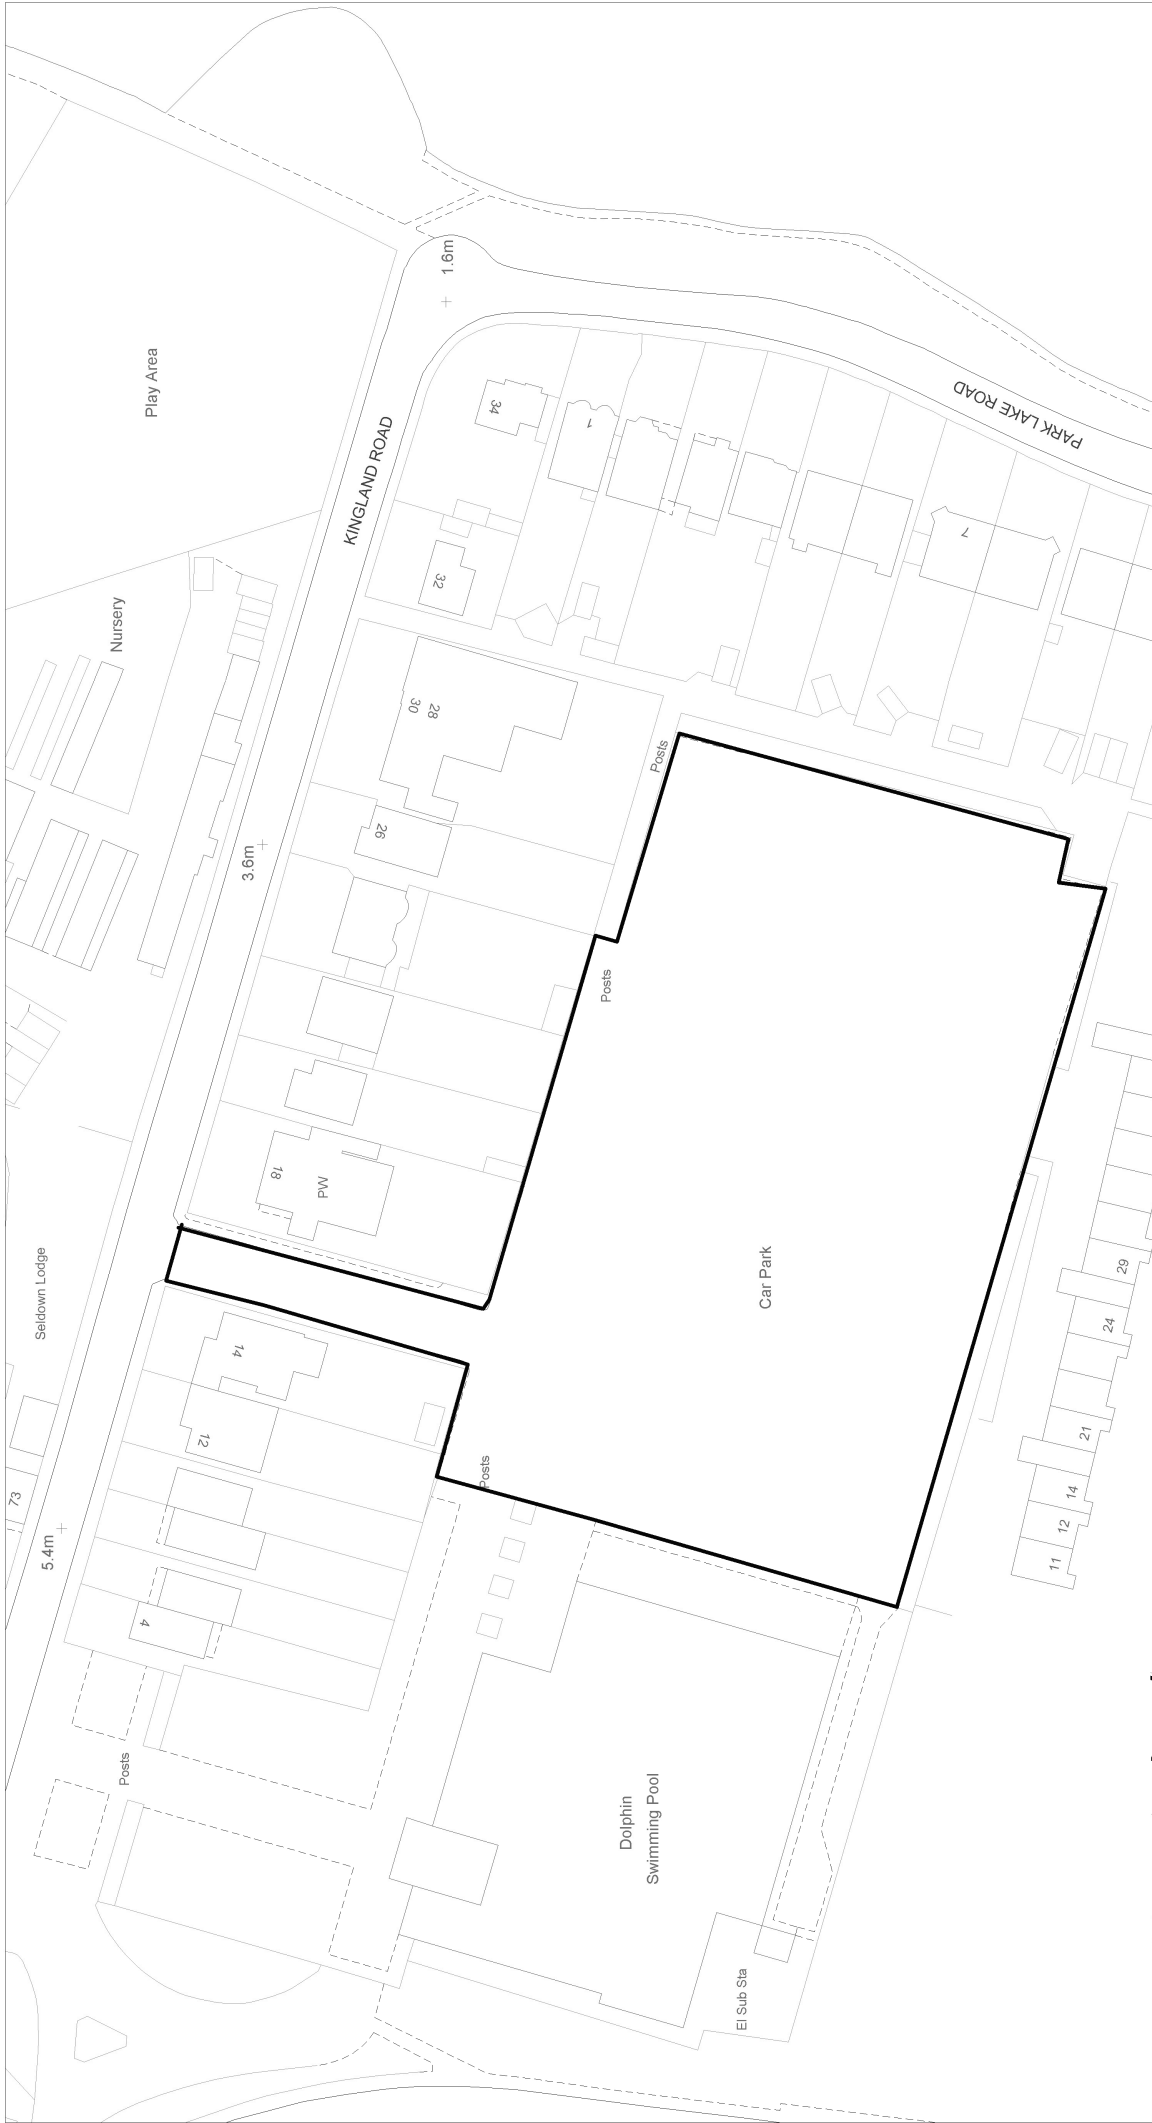 Play Area
1.6m
KINGLAND ROAD
PARK LAKE ROAD
34
1
7
32
Nursery
28
30
26
3.6m
Posts
Posts
18
PW
Seldown Lodge
Car Park
14
12
Posts
73
5.4m
4
Posts
Dolphin
Swimming Pool
El Sub Sta
29
24
21
14
12
11